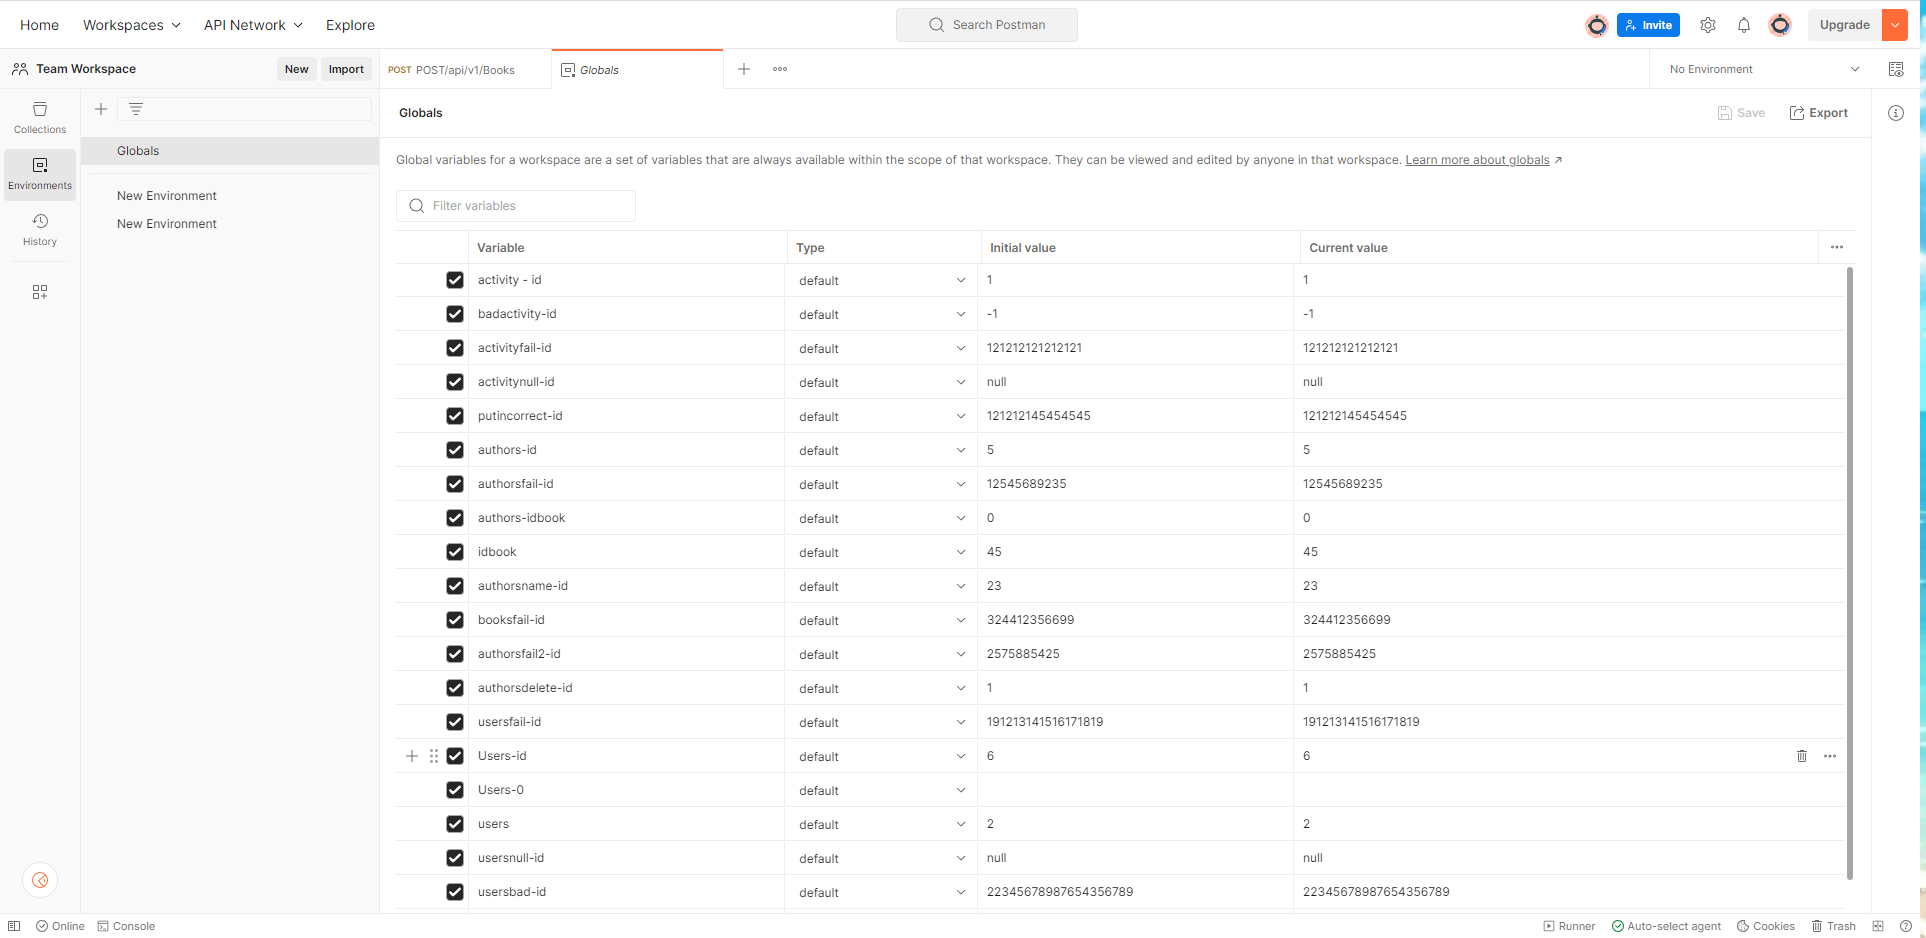 Home Workspaces API Network Explore Search Postman Invite Upgrade
Team Workspace New Import POST POST/api/v1/Books Globals No Environment
Collections
Environments
History
Globals
New Environment
New Environment
Globals Save Export
Global variables for a workspace are a set of variables that are always available within the scope of that workspace. They can be viewed and edited by anyone in that workspace. Learn more about globals ↗
Filter variables
Variable Type Initial value Current value
activity - id default 1 1
badactivity-id default -1 -1
activityfail-id default 121212121212121 121212121212121
activitynull-id default null null
putincorrect-id default 121212145454545 121212145454545
authors-id default 5 5
authorsfail-id default 12545689235 12545689235
authors-idbook default 0 0
idbook default 45 45
authorsname-id default 23 23
booksfail-id default 324412356699 324412356699
authorsfail2-id default 2575885425 2575885425
authorsdelete-id default 1 1
usersfail-id default 191213141516171819 191213141516171819
Users-id default 6 6
Users-0 default
users default 2 2
usersnull-id default null null
usersbad-id default 22345678987654356789 22345678987654356789
Online Console Runner Auto-select agent Cookies Trash